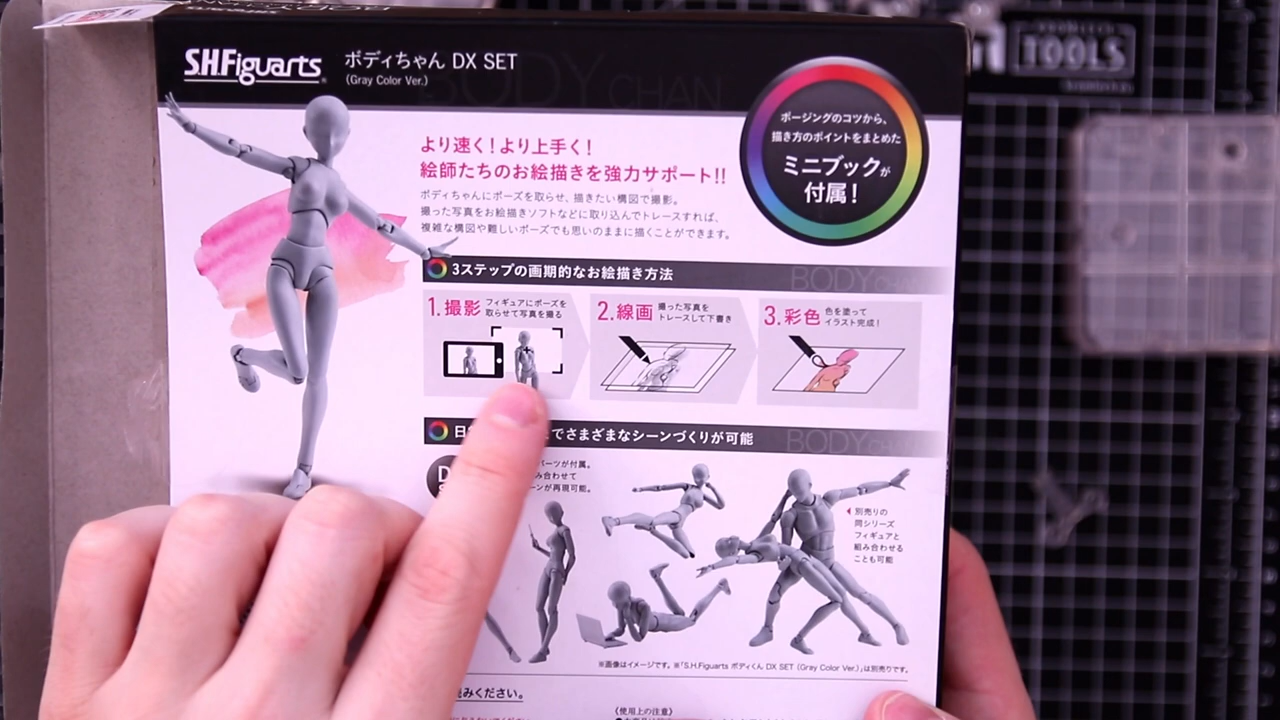 S.H.Figuarts
ボディちゃん DX SET
(Gray Color Ver.)
BODY CHAN
ポージングのコツから、
描き方のポイントをまとめた
ミニブックが
付属！
より速く！より上手く！
絵師たちのお絵描きを強力サポート!!
ボディちゃんにポーズを取らせ、描きたい構図で撮影。
撮った写真をお絵描きソフトなどに取り込んでトレースすれば、
複雑な構図や難しいポーズでも思いのままに描くことができます。
3ステップの画期的なお絵描き方法
BODY CHAN
1.撮影
フィギュアにポーズを
取らせて写真を撮る
2.線画
撮った写真を
トレースして下書き
3.彩色
色を塗って
イラスト完成！
でさまざまなシーンづくりが可能
BODY CHAN
パーツが付属。
み合わせて
ーンが再現可能。
別売りの
同シリーズ
フィギュアと
組み合わせる
ことも可能
※画像はイメージです。※「S.H.Figuarts ボディくん DX SET（Gray Color Ver.）」は別売りです。
読みください。
〈使用上の注意〉
TOOLS